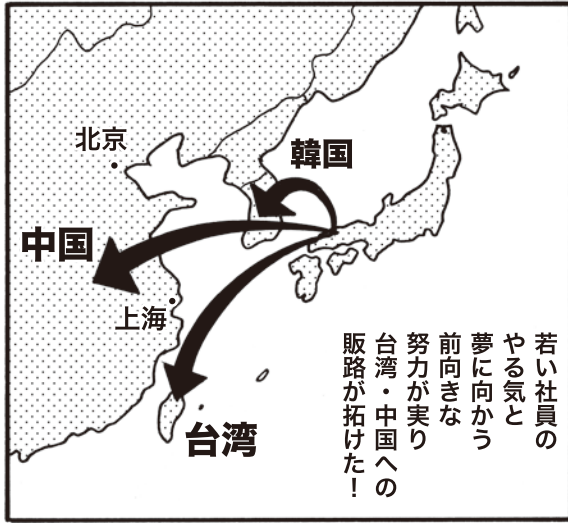 北京
韓国
中国
上海
台湾
若い社員の
やる気と
夢に向かう
前向きな
努力が実り
台湾・中国への
販路が拓けた！